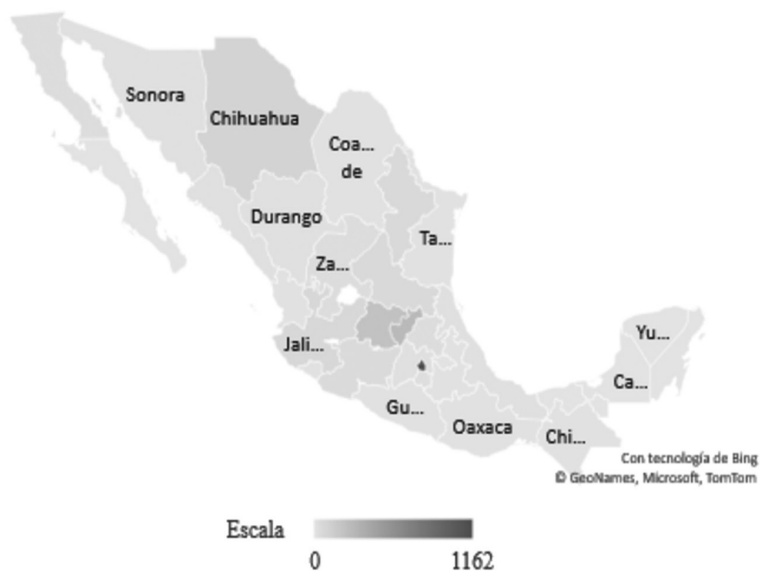 Sonora
Chihuahua
Coa...
de
Durango
Ta...
Za...
Jali...
Yu...
Ca...
Gu...
Oaxaca
Chi...
Con tecnología de Bing
© GeoNames, Microsoft, TomTom
Escala
0 1162